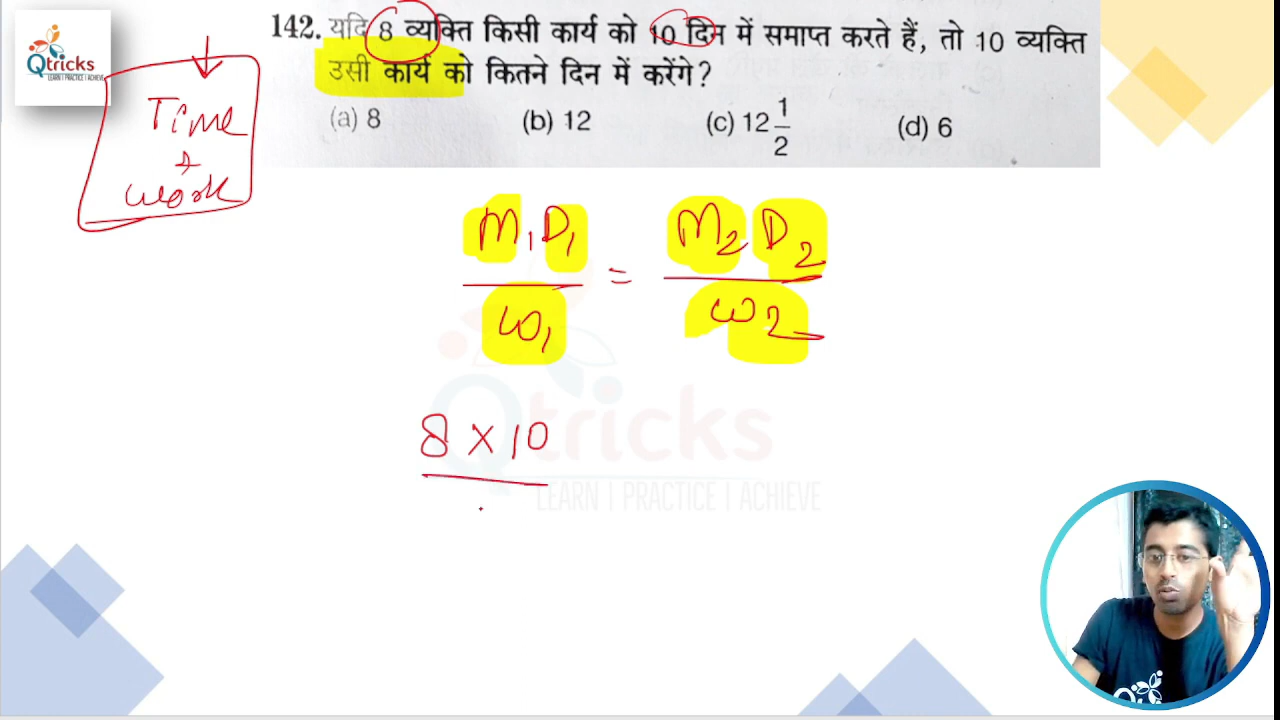 142. यदि 8 व्यक्ति किसी कार्य को 10 दिन में समाप्त करते हैं, तो 10 व्यक्ति
उसी कार्य को कितने दिन में करेंगे?
(a) 8 (b) 12 (c) 12 1/2 (d) 6
Qtricks
LEARN | PRACTICE | ACHIEVE
Time
&
work
M₁D₁ = M₂D₂
W₁ W₂
8 × 10
Qtricks
LEARN | PRACTICE | ACHIEVE